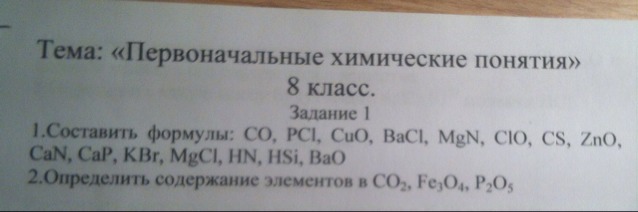 Тема: «Первоначальные химические понятия»
8 класс.
Задание 1
1.Составить формулы: CO, PCl, CuO, BaCl, MgN, ClO, CS, ZnO,
CaN, CaP, KBr, MgCl, HN, HSi, BaO
2.Определить содержание элементов в CO₂, Fe₃O₄, P₂O₅